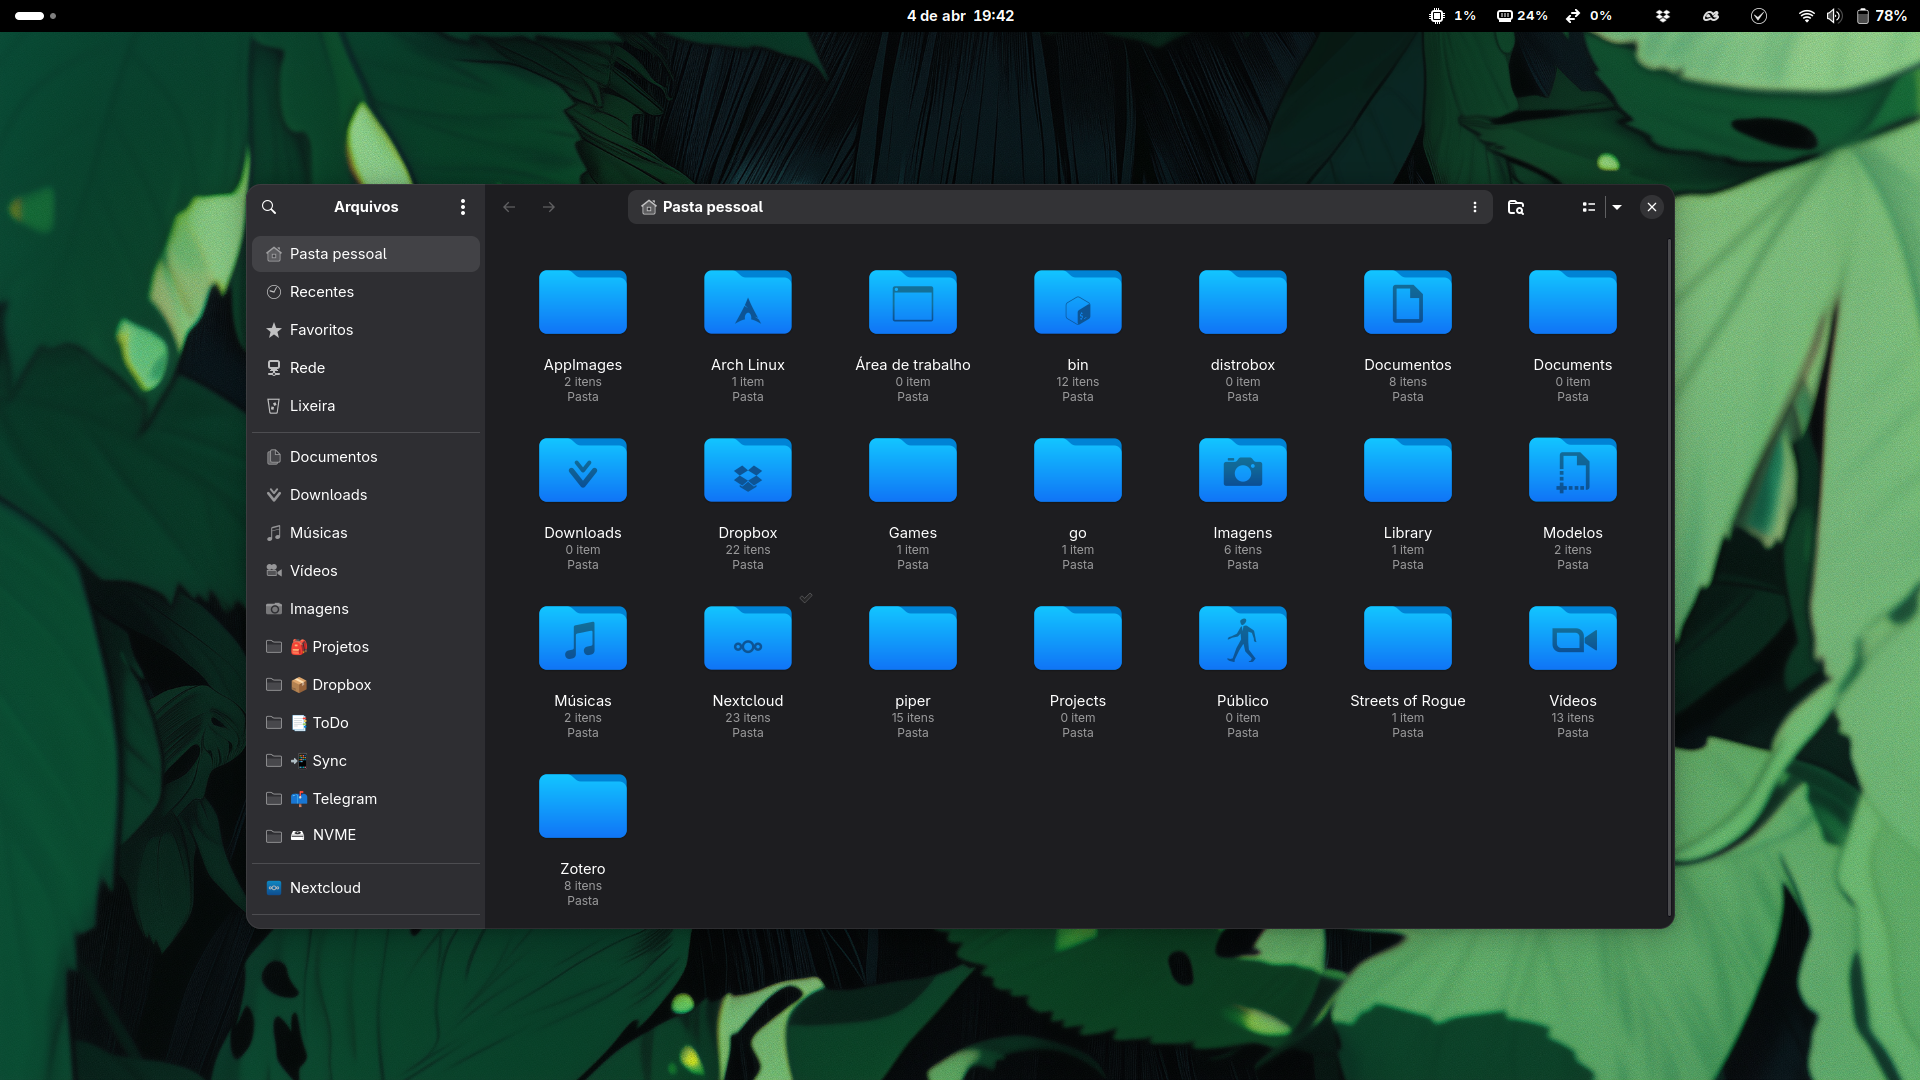 4 de abr 19:42
1%
24%
0%
78%
Arquivos
Pasta pessoal
Pasta pessoal
Recentes
Favoritos
Rede
Lixeira
Documentos
Downloads
Músicas
Vídeos
Imagens
Projetos
Dropbox
ToDo
Sync
Telegram
NVME
Nextcloud
AppImages
2 itens
Pasta
Arch Linux
1 item
Pasta
Área de trabalho
0 item
Pasta
bin
12 itens
Pasta
distrobox
0 item
Pasta
Documentos
8 itens
Pasta
Documents
0 item
Pasta
Downloads
0 item
Pasta
Dropbox
22 itens
Pasta
Games
1 item
Pasta
go
1 item
Pasta
Imagens
6 itens
Pasta
Library
1 item
Pasta
Modelos
2 itens
Pasta
Músicas
2 itens
Pasta
Nextcloud
23 itens
Pasta
piper
15 itens
Pasta
Projects
0 item
Pasta
Público
0 item
Pasta
Streets of Rogue
1 item
Pasta
Vídeos
13 itens
Pasta
Zotero
8 itens
Pasta